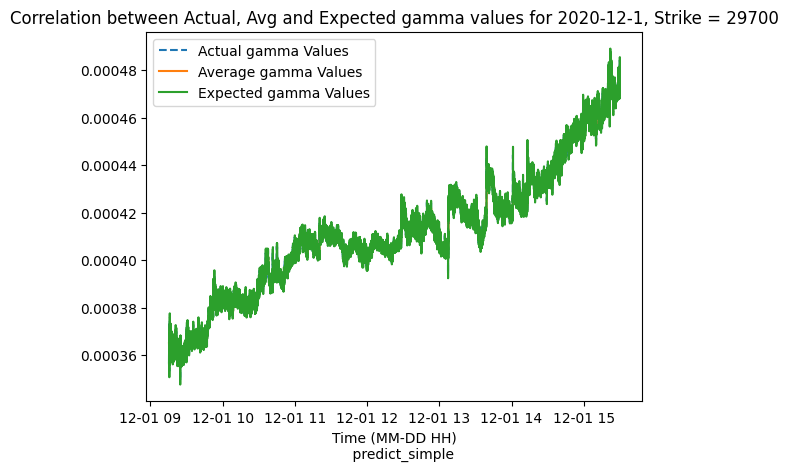 Correlation between Actual, Avg and Expected gamma values for 2020-12-1, Strike = 29700
Actual gamma Values
Average gamma Values
Expected gamma Values
0.00048
0.00046
0.00044
0.00042
0.00040
0.00038
0.00036
12-01 09 12-01 10 12-01 11 12-01 12 12-01 13 12-01 14 12-01 15
Time (MM-DD HH)
predict_simple